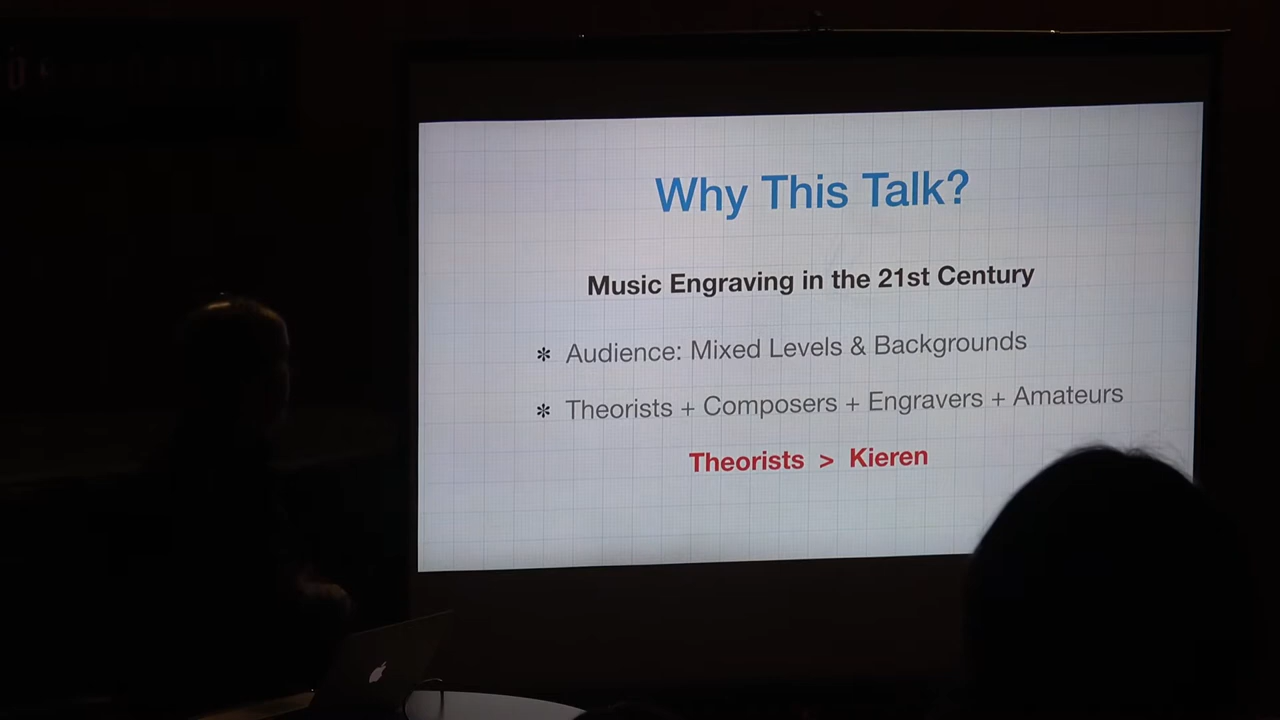 Why This Talk?
Music Engraving in the 21st Century
* Audience: Mixed Levels & Backgrounds
* Theorists + Composers + Engravers + Amateurs
Theorists > Kieren